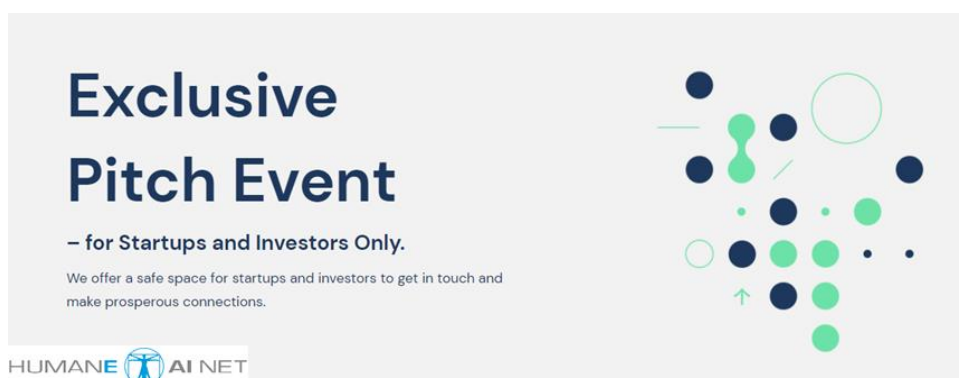 Exclusive
Pitch Event
– for Startups and Investors Only.
We offer a safe space for startups and investors to get in touch and
make prosperous connections.
HUMANE AI NET